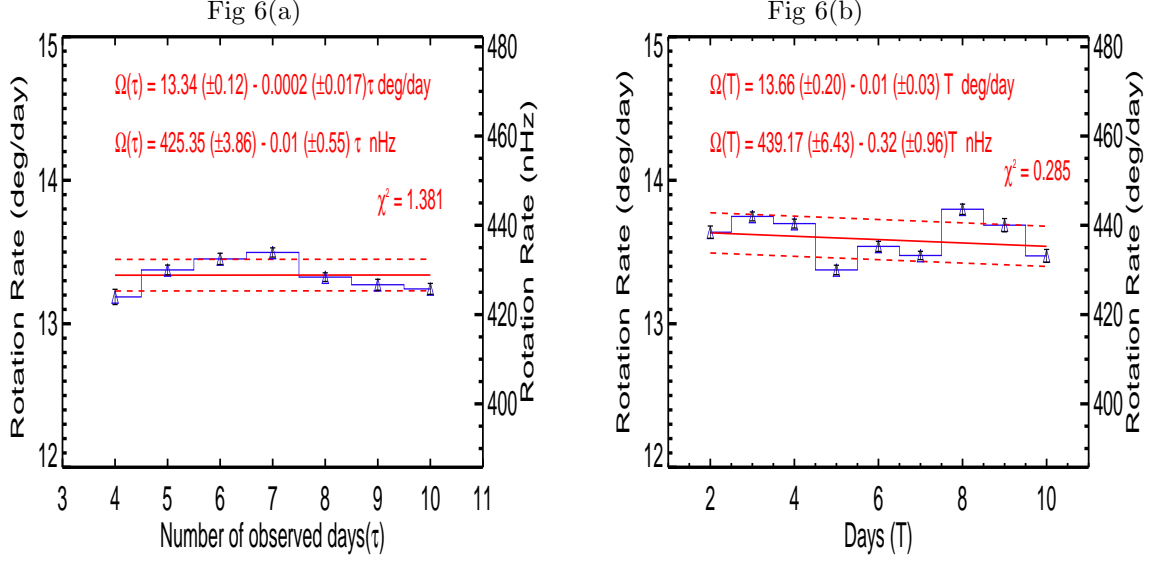 Fig 6(a)
Ω(τ) = 13.34 (±0.12) - 0.0002 (±0.017)τ deg/day
Ω(τ) = 425.35 (±3.86) - 0.01 (±0.55) τ nHz
χ² = 1.381
Rotation Rate (deg/day)
15
14
13
12
Rotation Rate (nHz)
480
460
440
420
400
3 4 5 6 7 8 9 10 11
Number of observed days(τ)
Fig 6(b)
Ω(T) = 13.66 (±0.20) - 0.01 (±0.03) T deg/day
Ω(T) = 439.17 (±6.43) - 0.32 (±0.96)T nHz
χ² = 0.285
Rotation Rate (deg/day)
15
14
13
12
Rotation Rate (deg/day)
480
460
440
420
400
2 4 6 8 10
Days (T)